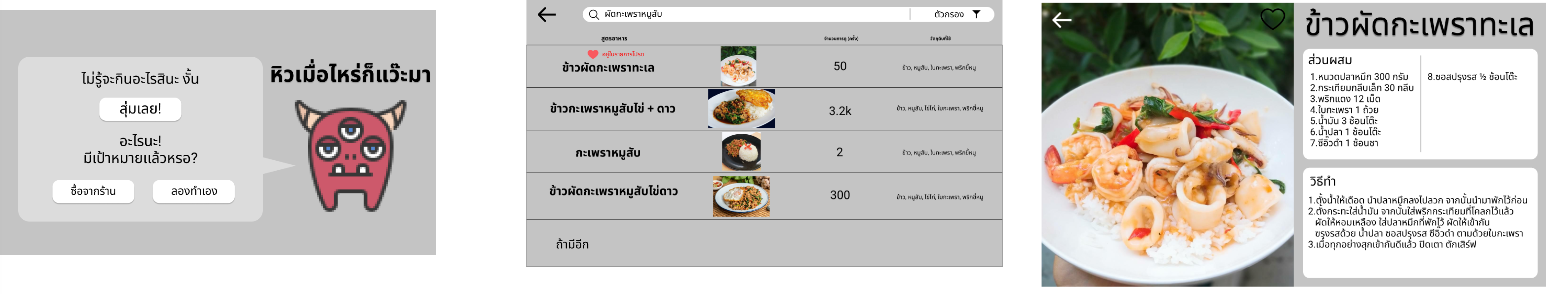 ไม่รู้จะกินอะไรสินะ งั้น
สุ่มเลย!
อะไรนะ!
มีเป้าหมายแล้วหรอ?
ซื้อจากร้าน
ลองทำเอง
หิวเมื่อไหร่ก็แว๊ะมา
ผัดกะเพราหมูสับ
ตัวกรอง
สูตรอาหาร
วัตถุดิบที่ใช้
อยู่ในรายการโปรด
ข้าวผัดกะเพราทะเล
50
ข้าว, หมูสับ, ใบกะเพรา, พริกขี้หนู
ข้าวกะเพราหมูสับไข่ + ดาว
3.2k
ข้าว, หมูสับ, ไข่ไก่, ใบกะเพรา, พริกขี้หนู
กะเพราหมูสับ
2
ข้าว, หมูสับ, ใบกะเพรา, พริกขี้หนู
ข้าวผัดกะเพราหมูสับไข่ดาว
300
ข้าว, หมูสับ, ไข่ไก่, ใบกะเพรา, พริกขี้หนู
ถ้ามีอีก
ข้าวผัดกะเพราทะเล
ส่วนผสม
1.หนวดปลาหมึก 300 กรัม
2.กระเทียมกลีบเล็ก 30 กลีบ
3.พริกแดง 12 เม็ด
4.ใบกะเพรา 1 ถ้วย
5.น้ำมัน 3 ช้อนโต๊ะ
6.น้ำปลา 1 ช้อนโต๊ะ
7.ซีอิ๊วดำ 1 ช้อนชา
8.ซอสปรุงรส ½ ช้อนโต๊ะ
วิธีทำ
1.ตั้งน้ำให้เดือด นำปลาหมึกลงไปลวก จากนั้นนำมาพักไว้ก่อน
2.ตั้งกระทะใส่น้ำมัน จากนั้นใส่พริกกระเทียมที่โคลกไว้แล้ว
ผัดให้หอมเหลือง ใส่ปลาหมึกที่พักไว้ ผัดให้เข้ากัน
ชรุงรสด้วย น้ำปลา ซอสปรุงรส ซีอิ๊วดำ ตามด้วยใบกะเพรา
3.เมื่อทุกอย่างสุกเข้ากันดีแล้ว ปิดเตา ตักเสิร์ฟ